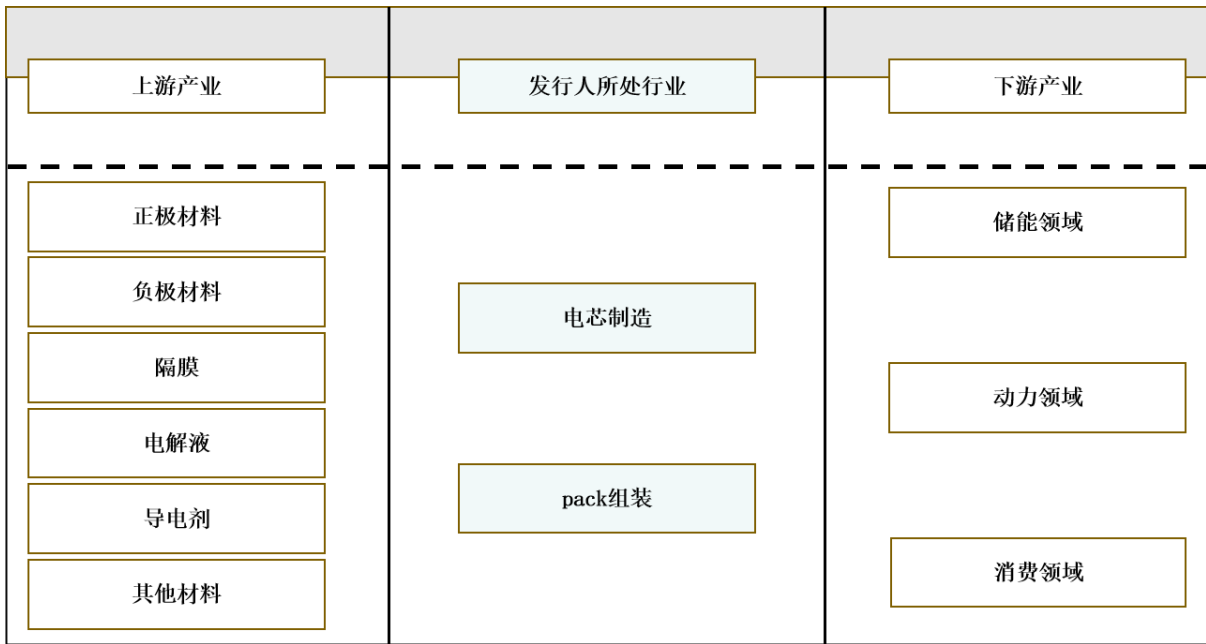 上游产业
发行人所处行业
下游产业
正极材料
负极材料
隔膜
电解液
导电剂
其他材料
电芯制造
pack组装
储能领域
动力领域
消费领域